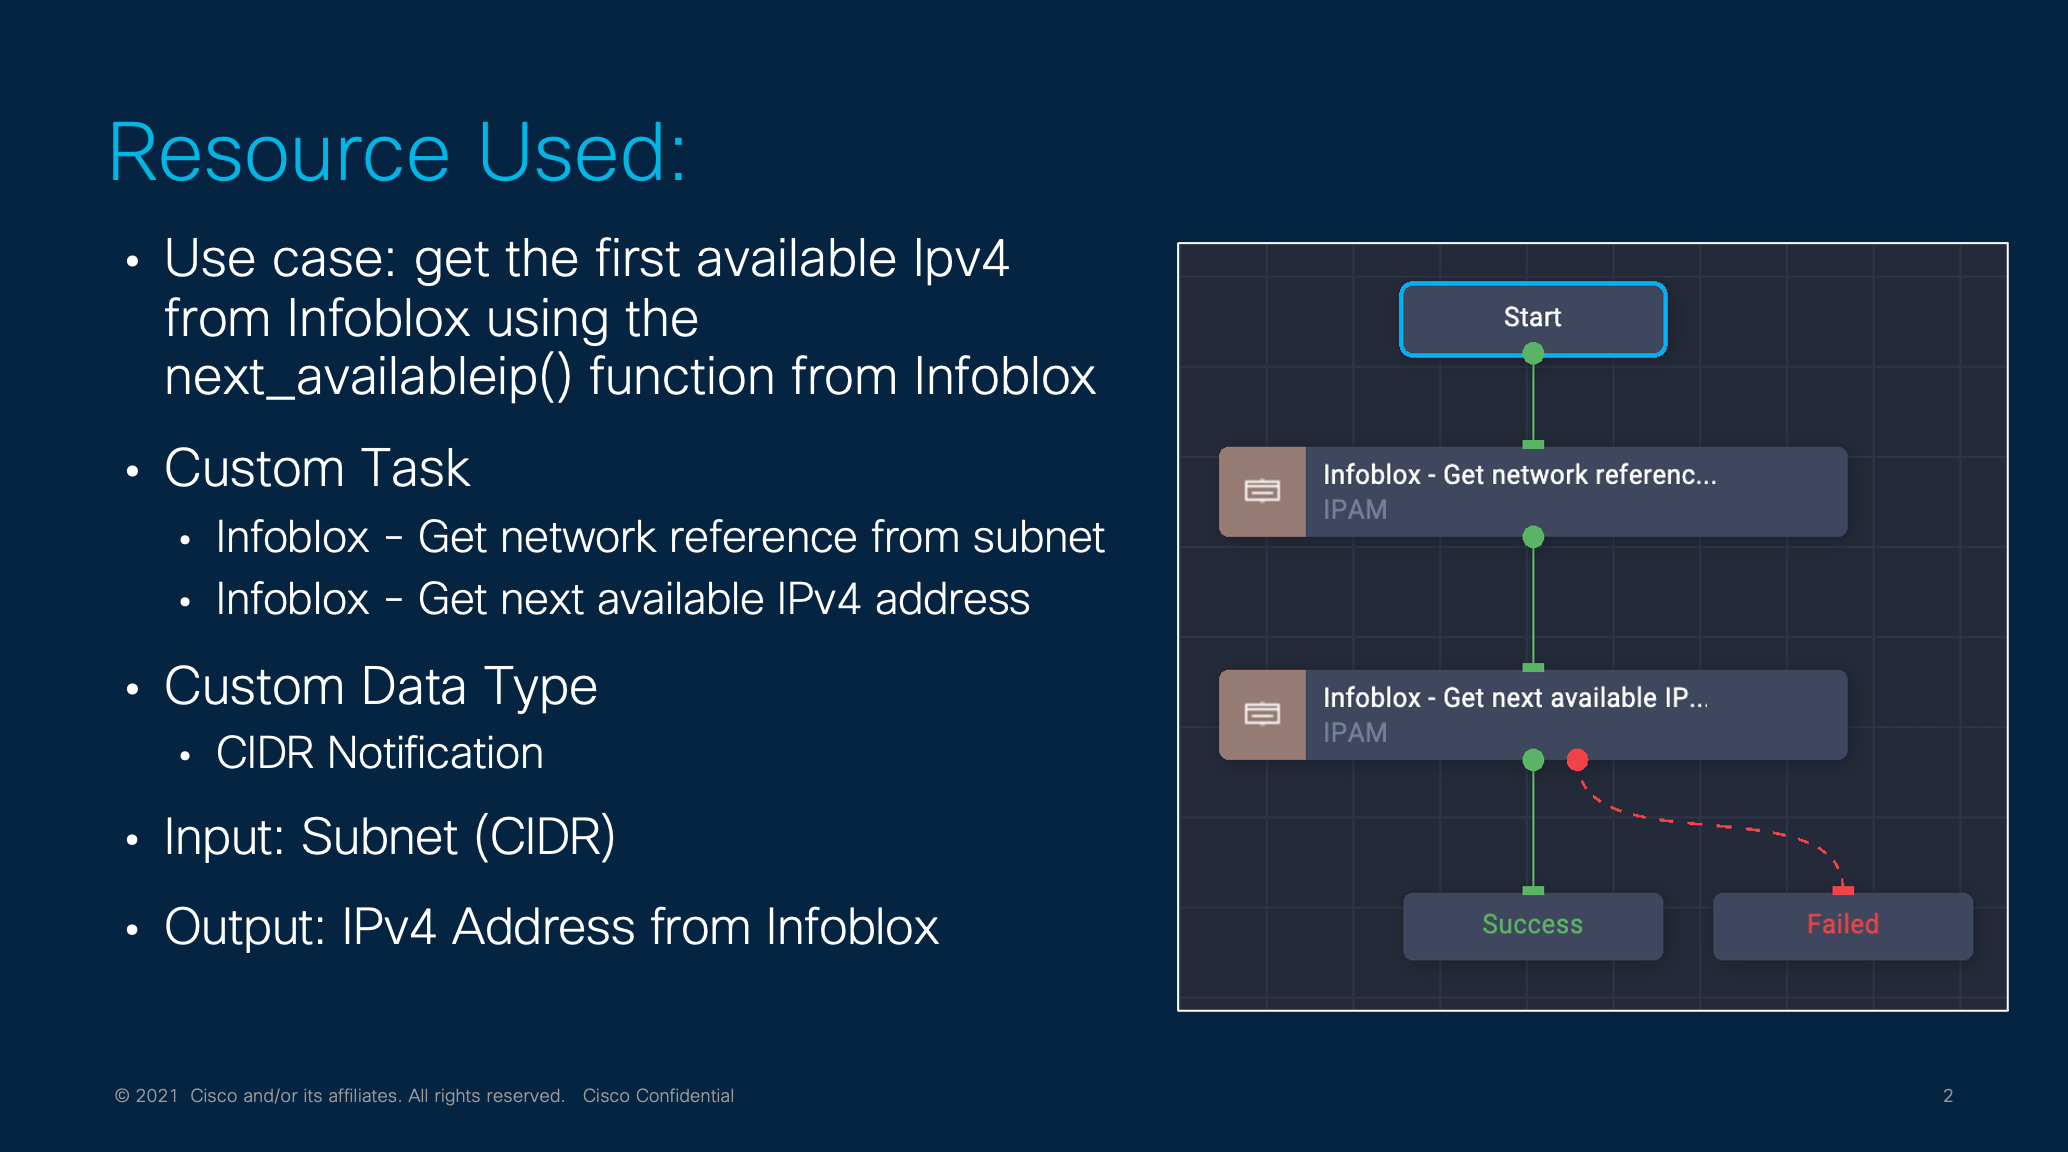 Resource Used:
• Use case: get the first available Ipv4
from Infoblox using the
next_availableip() function from Infoblox
• Custom Task
• Infoblox – Get network reference from subnet
• Infoblox – Get next available IPv4 address
• Custom Data Type
• CIDR Notification
• Input: Subnet (CIDR)
• Output: IPv4 Address from Infoblox
Start
Infoblox - Get network referenc...
IPAM
Infoblox - Get next available IP...
IPAM
Success
Failed
© 2021 Cisco and/or its affiliates. All rights reserved. Cisco Confidential
2